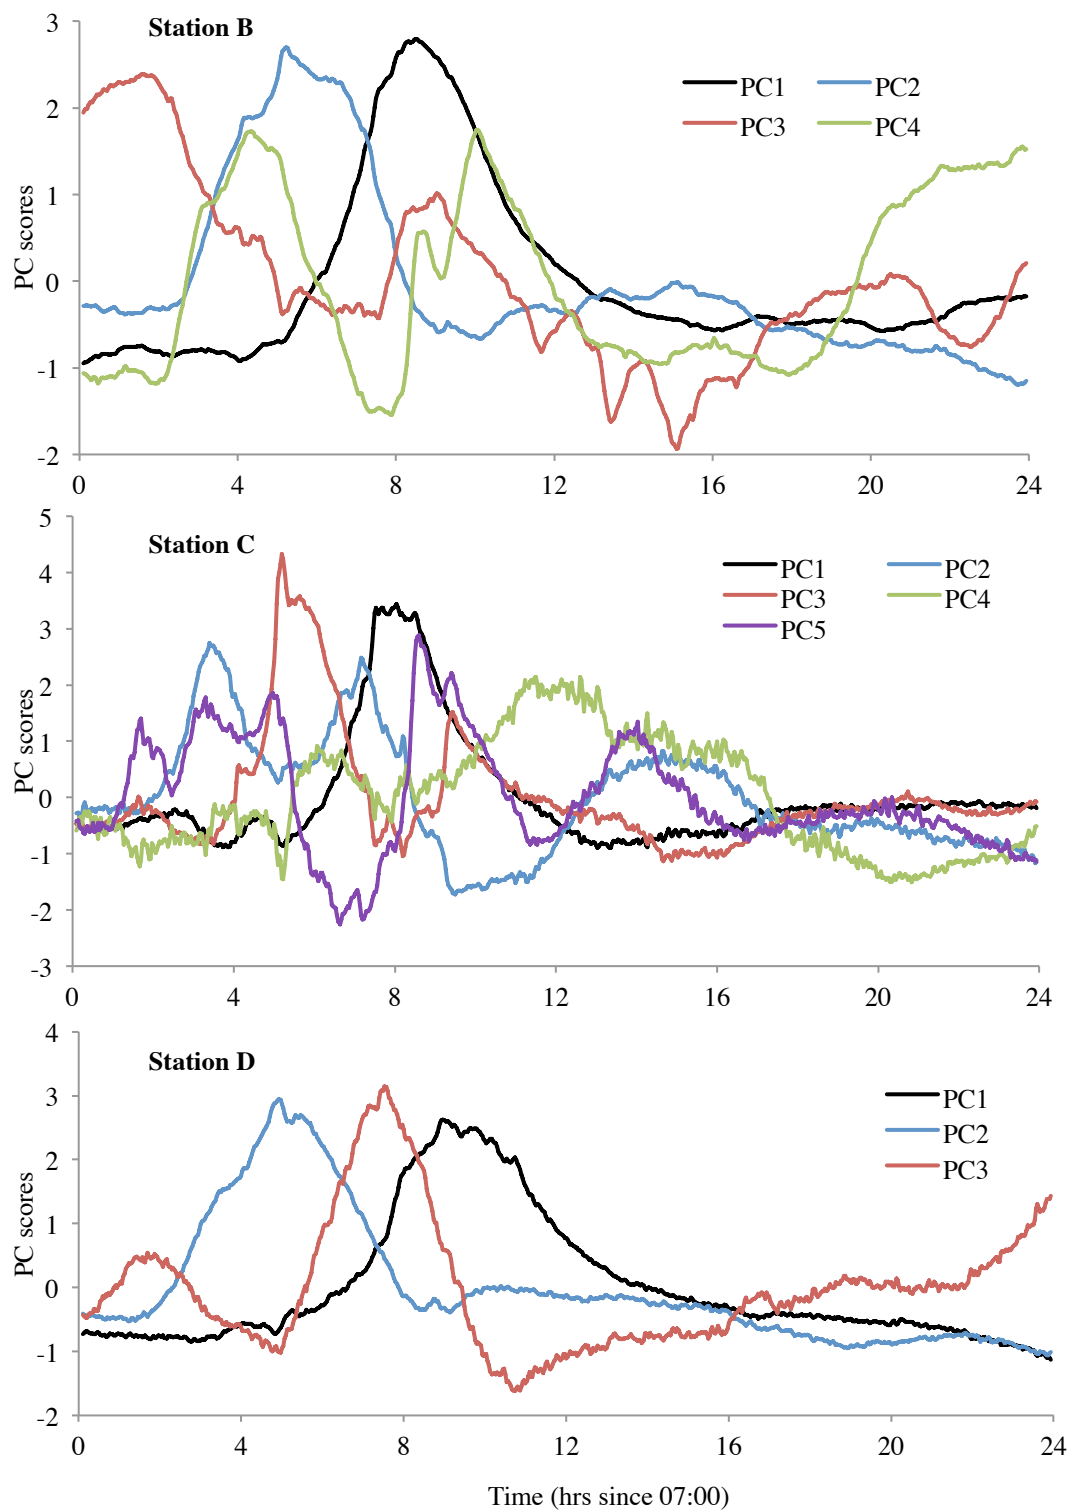 Station B
PC scores
3
2
1
0
-1
-2
0 4 8 12 16 20 24
PC1 PC2
PC3 PC4
Station C
PC scores
5
4
3
2
1
0
-1
-2
-3
0 4 8 12 16 20 24
PC1 PC2
PC3 PC4
PC5
Station D
PC scores
4
3
2
1
0
-1
-2
0 4 8 12 16 20 24
PC1
PC2
PC3
Time (hrs since 07:00)